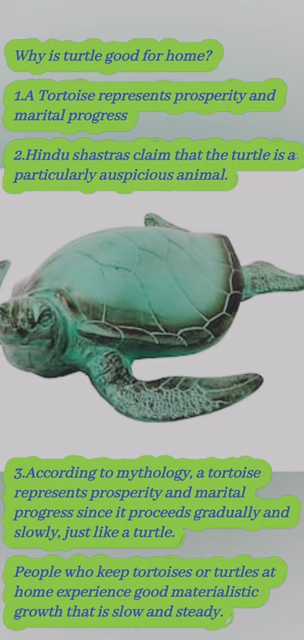 Why is turtle good for home?
1.A Tortoise represents prosperity and
marital progress
2.Hindu shastras claim that the turtle is a
particularly auspicious animal.
3.According to mythology, a tortoise
represents prosperity and marital
progress since it proceeds gradually and
slowly, just like a turtle.
People who keep tortoises or turtles at
home experience good materialistic
growth that is slow and steady.